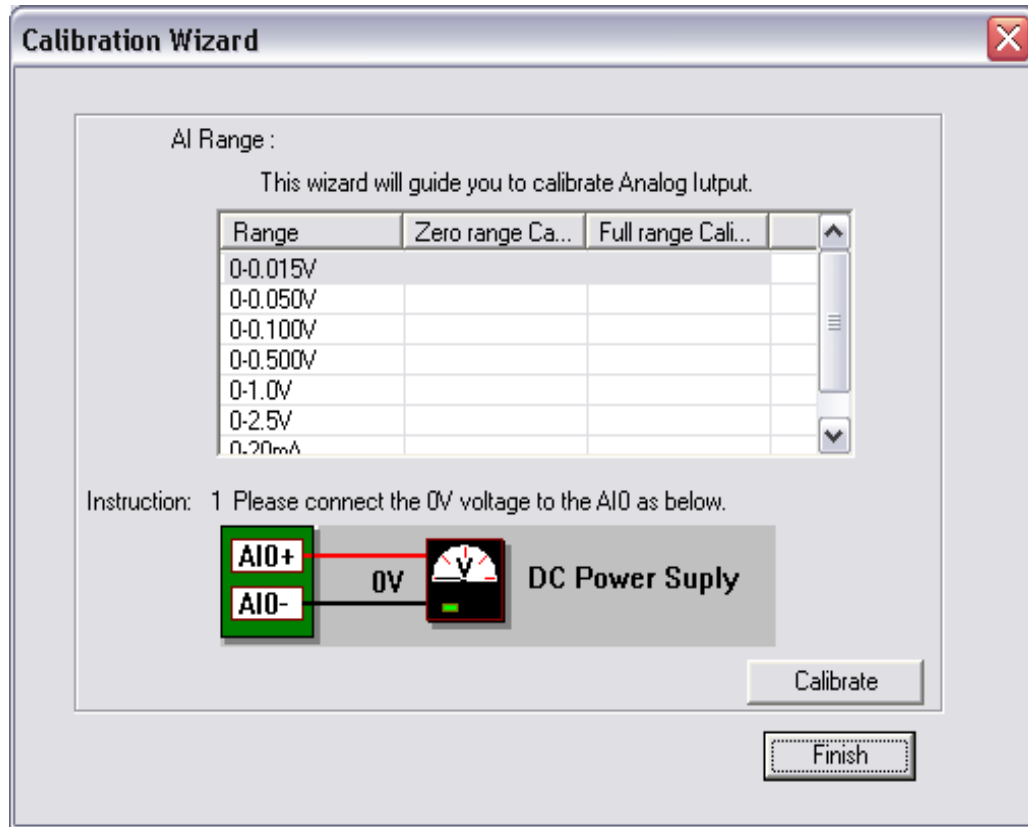 Calibration Wizard
AI Range :
This wizard will guide you to calibrate Analog Iutput.
Range Zero range Ca... Full range Cali...
0-0.015V
0-0.050V
0-0.100V
0-0.500V
0-1.0V
0-2.5V
0-20mA
Instruction: 1 Please connect the 0V voltage to the AI0 as below.
AI0+
0V V DC Power Suply
AI0-
Calibrate
Finish